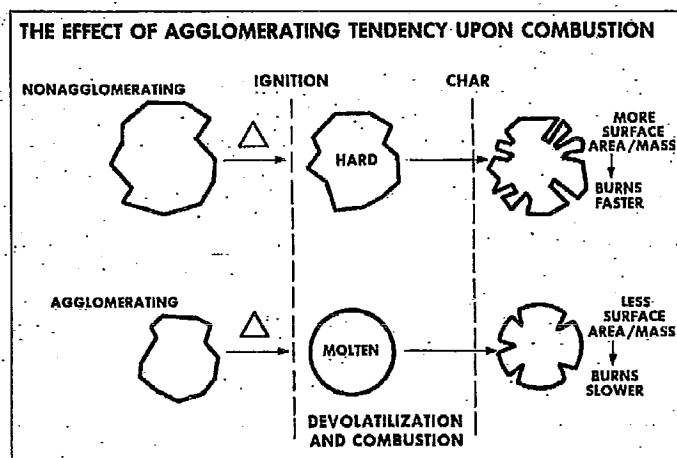 THE EFFECT OF AGGLOMERATING TENDENCY UPON COMBUSTION
IGNITION
CHAR
NONAGGLOMERATING
Δ
HARD
MORE
SURFACE
AREA/MASS
BURNS
FASTER
AGGLOMERATING
Δ
MOLTEN
LESS
SURFACE
AREA/MASS
BURNS
SLOWER
DEVOLATILIZATION
AND COMBUSTION